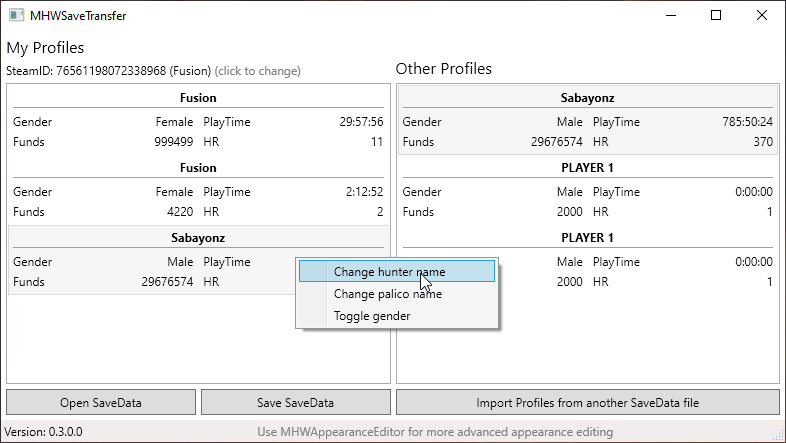 MHWSaveTransfer
My Profiles
SteamID: 76561198072338968 (Fusion) (click to change)
Fusion
Gender Female PlayTime 29:57:56
Funds 999499 HR 11
Fusion
Gender Female PlayTime 2:12:52
Funds 4220 HR 2
Sabayonz
Gender Male PlayTime
Funds 29676574 HR
Other Profiles
Sabayonz
Gender Male PlayTime 785:50:24
Funds 29676574 HR 370
PLAYER 1
Gender Male PlayTime 0:00:00
Funds 2000 HR 1
PLAYER 1
Male PlayTime 0:00:00
2000 HR 1
Change hunter name
Change palico name
Toggle gender
Open SaveData
Save SaveData
Import Profiles from another SaveData file
Version: 0.3.0.0
Use MHWAppearanceEditor for more advanced appearance editing